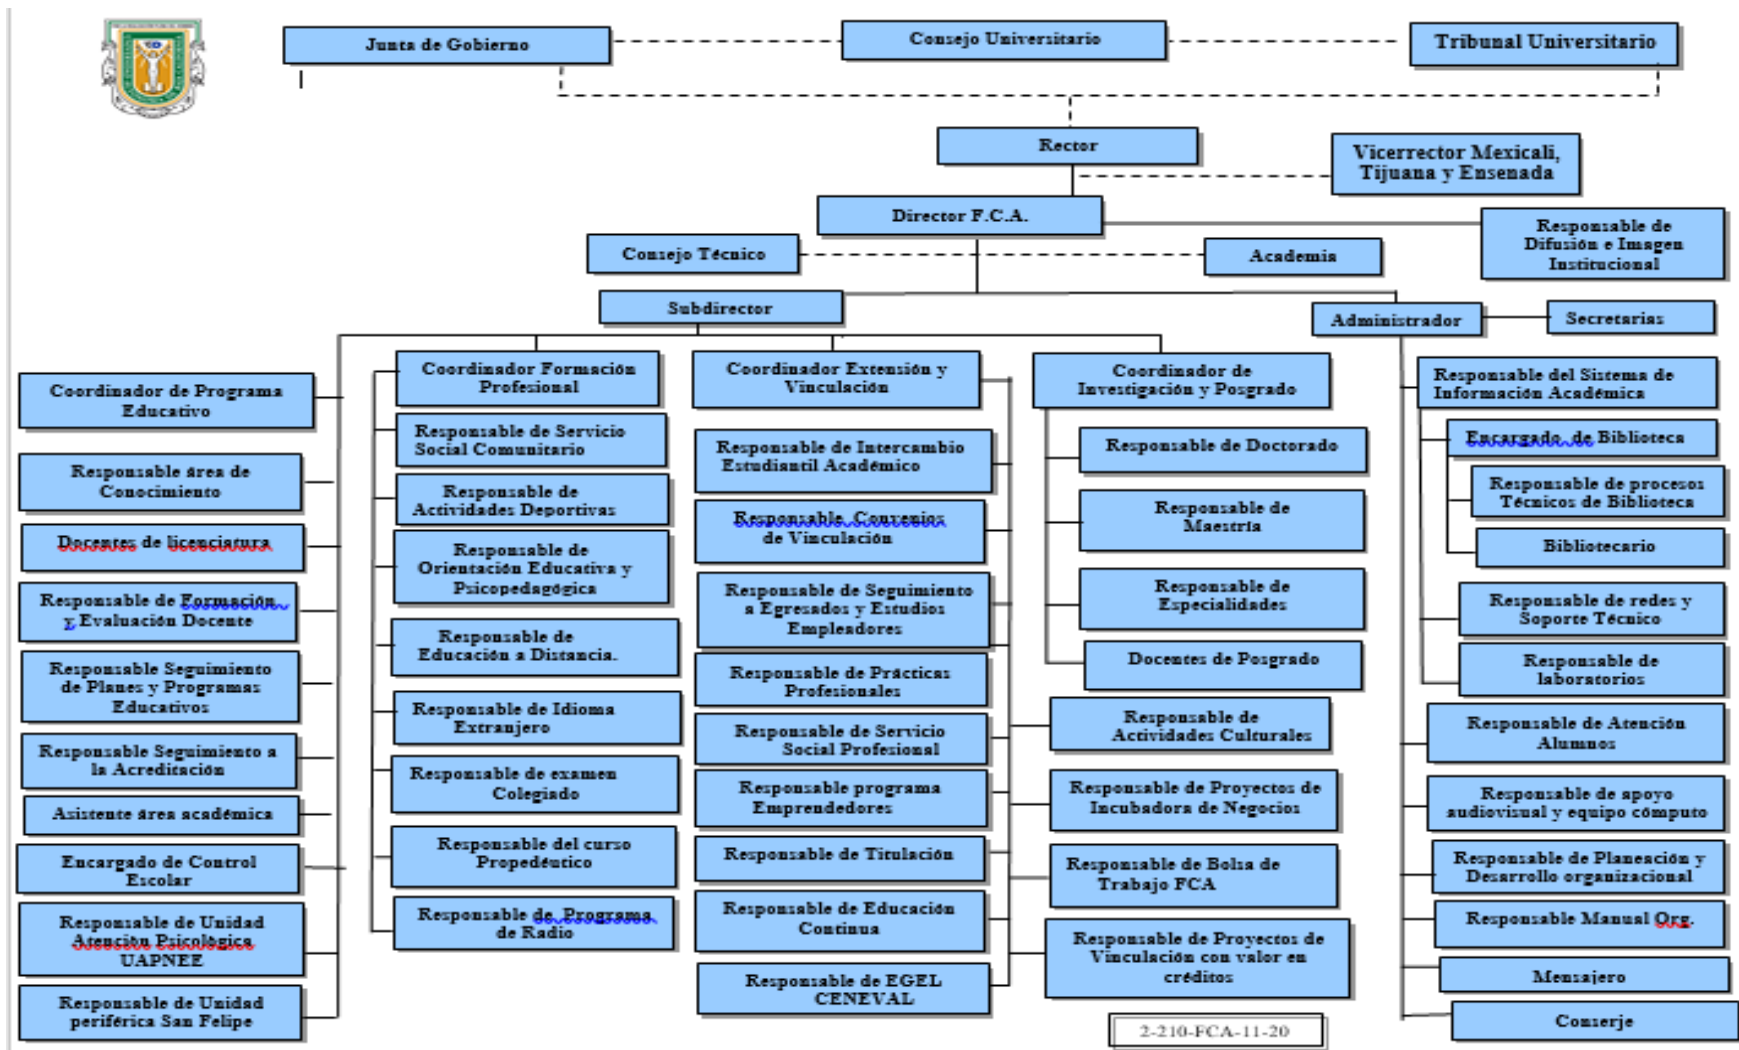 Junta de Gobierno
Consejo Universitario
Tribunal Universitario
Rector
Vicerrector Mexicali,
Tijuana y Ensenada
Director F.C.A.
Responsable de
Difusión e Imagen
Institucional
Consejo Técnico
Academia
Subdirector
Administrador
Secretarias
Coordinador de Programa
Educativo
Responsable área de
Conocimiento
Docentes de licenciatura
Responsable de Formación
y Evaluación Docente
Responsable Seguimiento
de Planes y Programas
Educativos
Responsable Seguimiento a
la Acreditación
Asistente área académica
Encargado de Control
Escolar
Responsable de Unidad
Atención Psicológica
UAPNEE
Responsable de Unidad
periférica San Felipe
Coordinador Formación
Profesional
Responsable de Servicio
Social Comunitario
Responsable de
Actividades Deportivas
Responsable de
Orientación Educativa y
Psicopedagógica
Responsable de
Educación a Distancia.
Responsable de Idioma
Extranjero
Responsable de examen
Colegiado
Responsable del curso
Propedéutico
Responsable de Programa
de Radio
Coordinador Extensión y
Vinculación
Responsable de Intercambio
Estudiantil Académico
Responsable Convenios
de Vinculación
Responsable de Seguimiento
a Egresados y Estudios
Empleadores
Responsable de Prácticas
Profesionales
Responsable de Servicio
Social Profesional
Responsable programa
Emprendedores
Responsable de Titulación
Responsable de Educación
Continua
Responsable de EGEL
CENEVAL
Coordinador de
Investigación y Posgrado
Responsable de Doctorado
Responsable de
Maestría
Responsable de
Especialidades
Docentes de Posgrado
Responsable de
Actividades Culturales
Responsable de Proyectos de
Incubadora de Negocios
Responsable de Bolsa de
Trabajo FCA
Responsable de Proyectos de
Vinculación con valor en
créditos
Responsable del Sistema de
Información Académica
Encargado de Biblioteca
Responsable de procesos
Técnicos de Biblioteca
Bibliotecario
Responsable de redes y
Soporte Técnico
Responsable de
laboratorios
Responsable de Atención
Alumnos
Responsable de apoyo
audiovisual y equipo cómputo
Responsable de Planeación y
Desarrollo organizacional
Responsable Manual Org.
Mensajero
Conserje
2-210-FCA-11-20